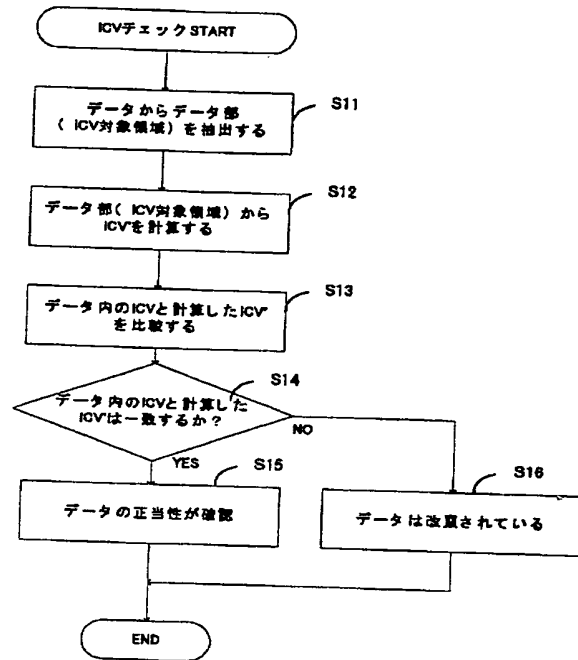 ICVチェックSTART
データからデータ部
( ICV対象領域) を抽出する
S11
データ部( ICV対象領域) から
ICV'を計算する
S12
データ内のICVと計算したICV'
を比較する
S13
データ内のICVと計算した
ICV'は一致するか?
S14
NO
YES
データの正当性が確認
S15
データは改竄されている
S16
END